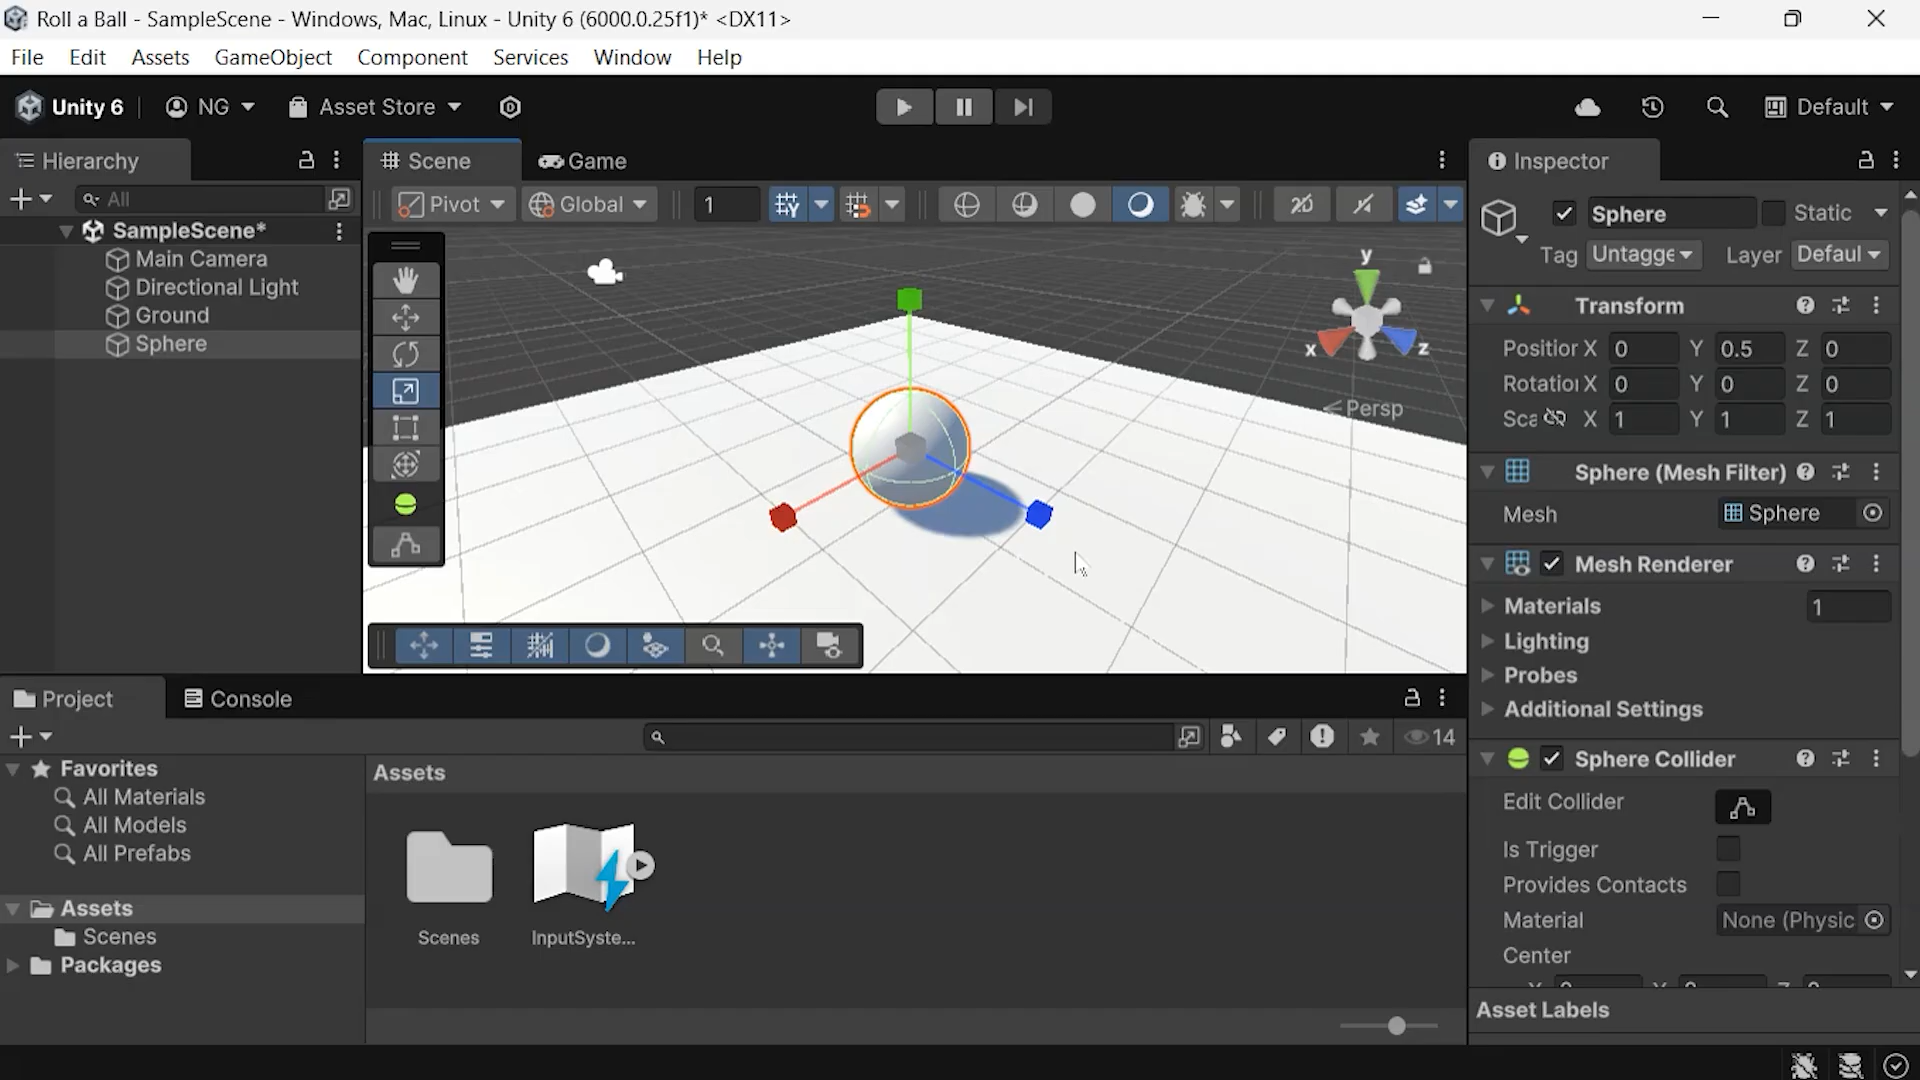 Roll a Ball - SampleScene - Windows, Mac, Linux - Unity 6 (6000.0.25f1)* <DX11>
File Edit Assets GameObject Component Services Window Help
Unity 6 NG Asset Store Default
Hierarchy
All
SampleScene*
Main Camera
Directional Light
Ground
Sphere
Scene Game
Pivot Global 1
y
x
z
Persp
Inspector
Sphere Static
Tag Untagge Layer Defaul
Transform
Position X 0 Y 0.5 Z 0
Rotation X 0 Y 0 Z 0
Sca X 1 Y 1 Z 1
Sphere (Mesh Filter)
Mesh Sphere
Mesh Renderer
Materials 1
Lighting
Probes
Additional Settings
Sphere Collider
Edit Collider
Is Trigger
Provides Contacts
Material None (Physic
Center
Asset Labels
Project Console
14
Favorites
All Materials
All Models
All Prefabs
Assets
Scenes
Packages
Assets
Scenes InputSyste...